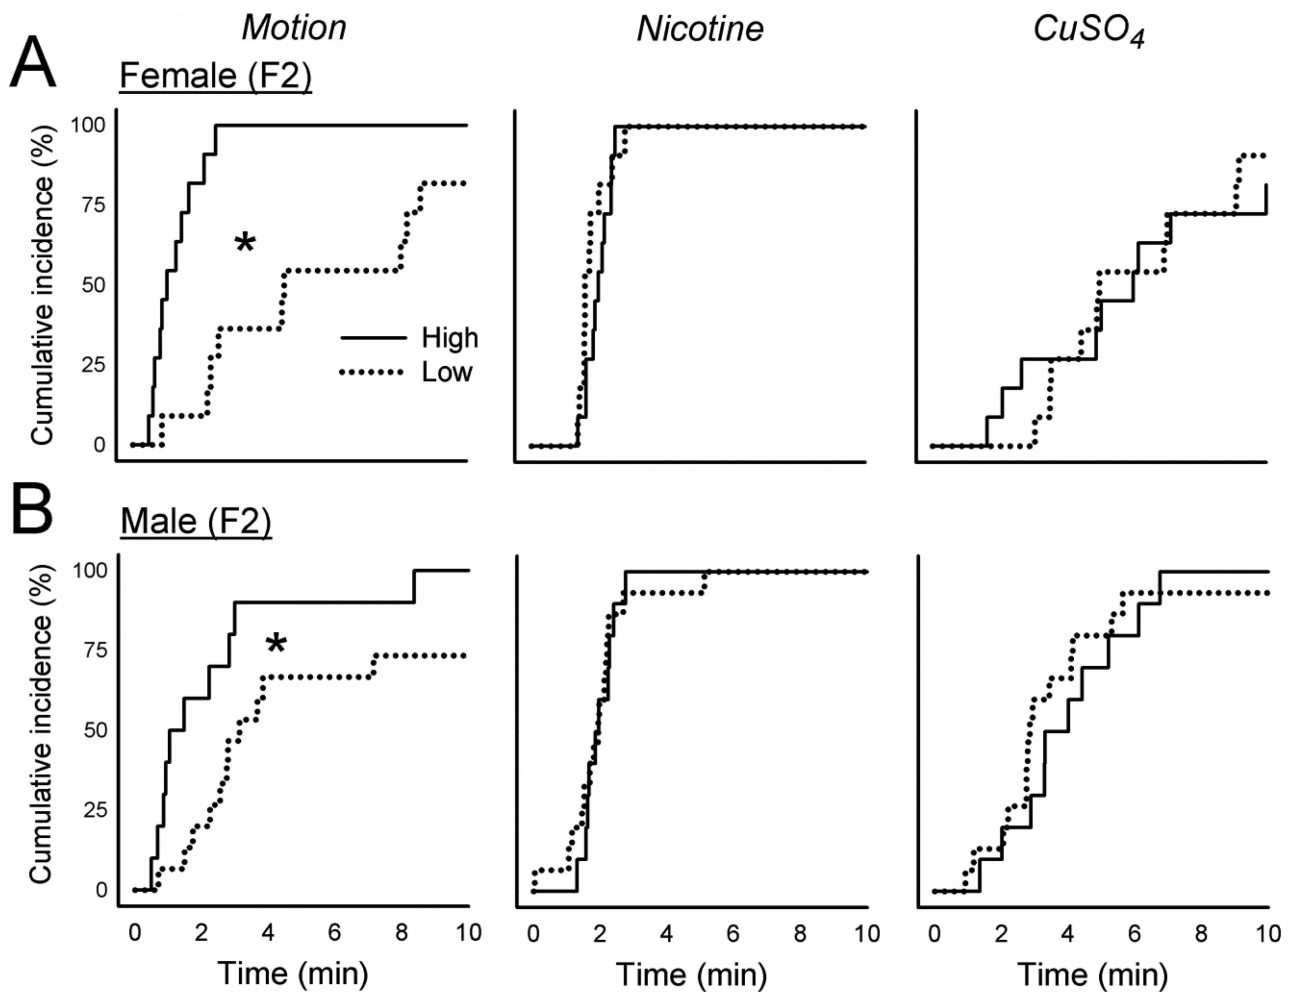 Motion Nicotine CuSO4
A
Female (F2)
Cumulative incidence (%)
100
75
50
25
0
*
High
Low
B
Male (F2)
Cumulative incidence (%)
100
75
50
25
0
*
0 2 4 6 8 10 0 2 4 6 8 10 0 2 4 6 8 10
Time (min) Time (min) Time (min)